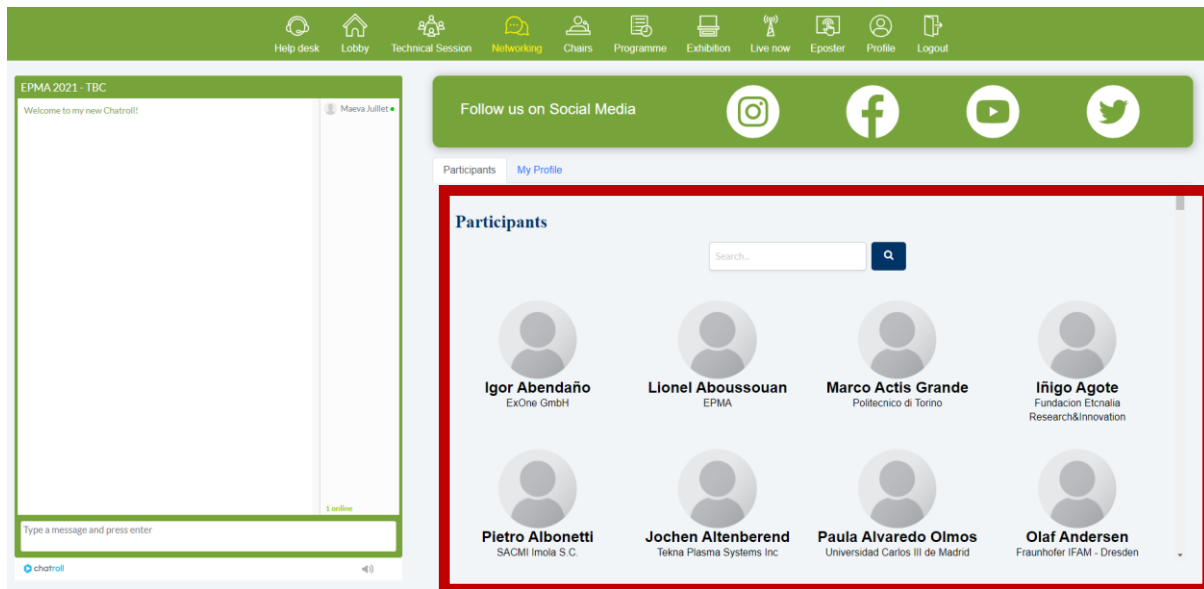 Help desk
Lobby
Technical Session
Networking
Chairs
Programme
Exhibition
Live now
Eposter
Profile
Logout
EPMA 2021 - TBC
Welcome to my new Chatroll!
Maeva Juillet
1 online
Type a message and press enter
chatroll
Follow us on Social Media
Participants
My Profile
Participants
Search..
Igor Abendaño
ExOne GmbH
Lionel Aboussouan
EPMA
Marco Actis Grande
Politecnico di Torino
Iñigo Agote
Fundacion Etcnalia
Research&Innovation
Pietro Albonetti
SACMI Imola S.C.
Jochen Altenberend
Tekna Plasma Systems Inc
Paula Alvaredo Olmos
Universidad Carlos III de Madrid
Olaf Andersen
Fraunhofer IFAM - Dresden